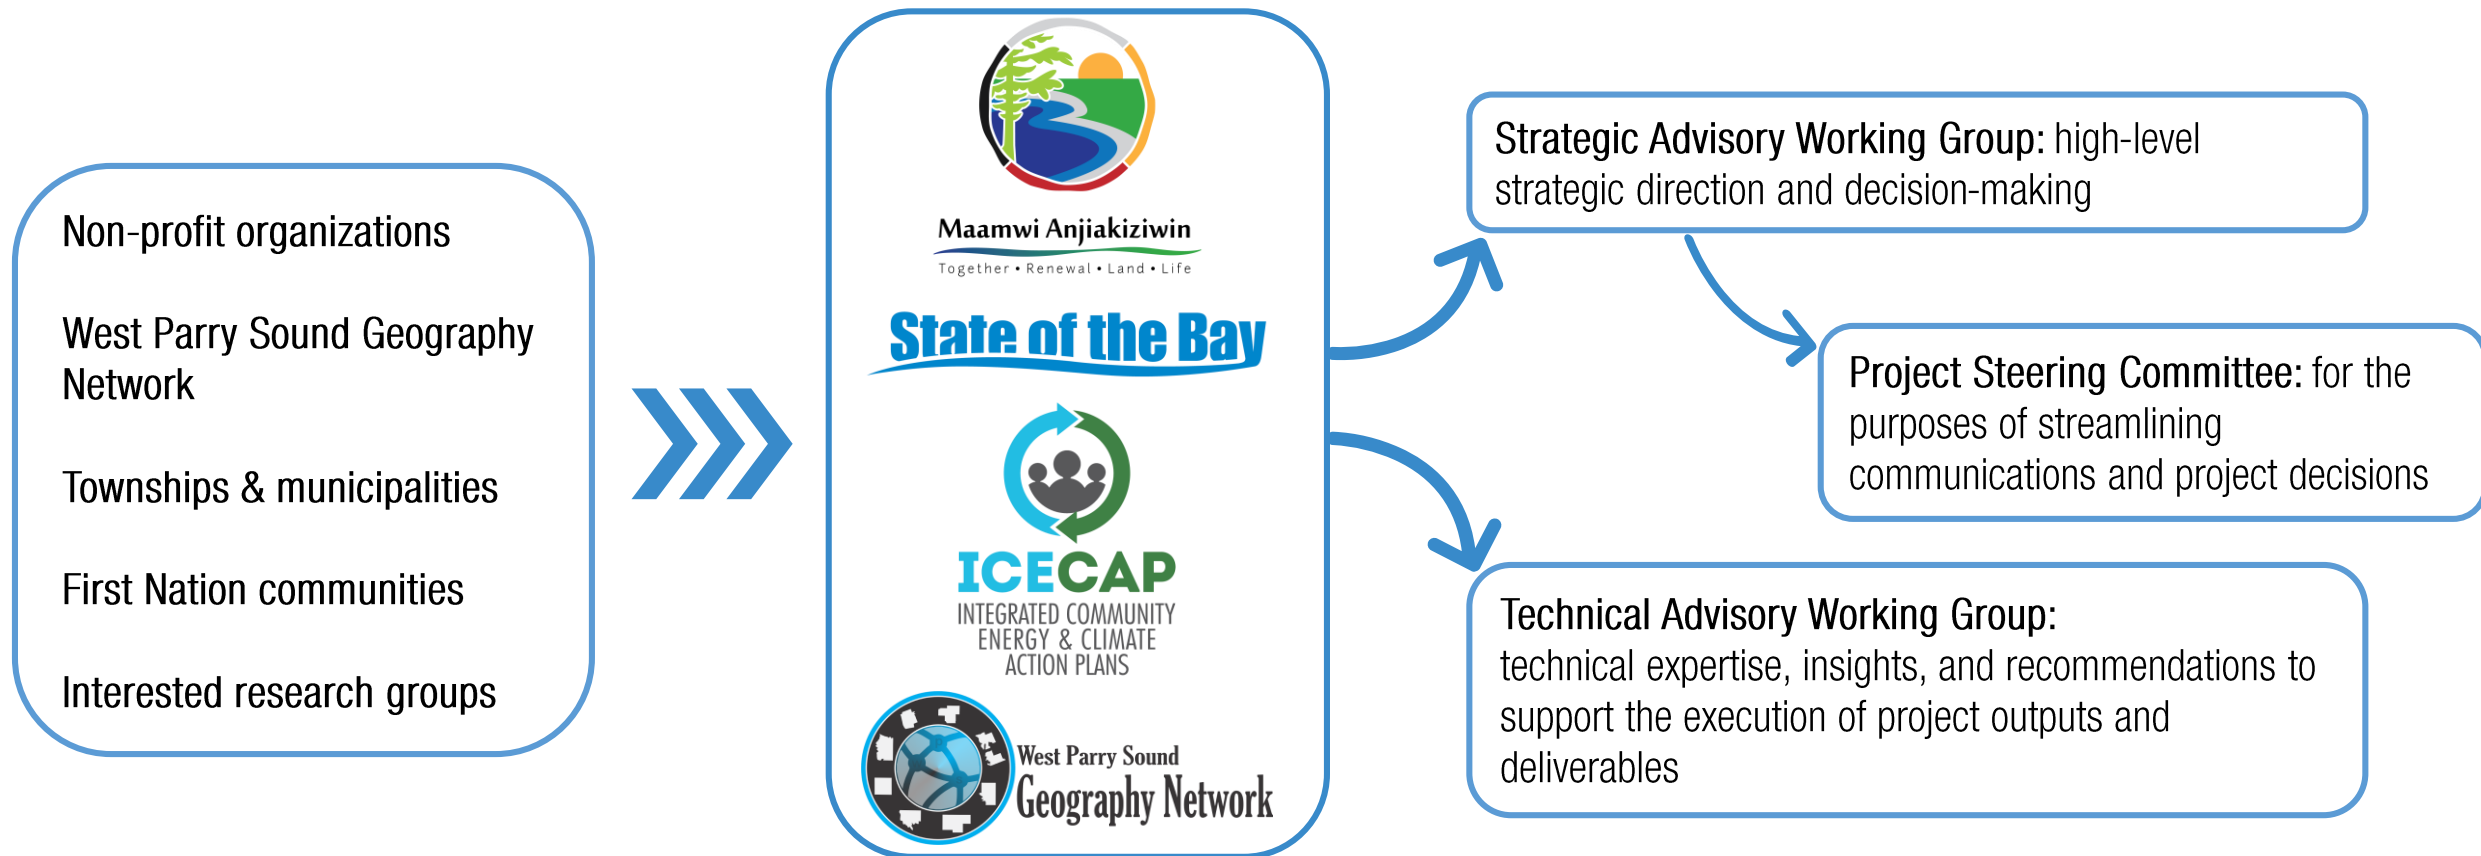 Non-profit organizations
West Parry Sound Geography
Network
Townships & municipalities
First Nation communities
Interested research groups
Maamwi Anjiakiziwin
Together • Renewal • Land • Life
State of the Bay
ICECAP
INTEGRATED COMMUNITY
ENERGY & CLIMATE
ACTION PLANS
West Parry Sound
Geography Network
Strategic Advisory Working Group: high-level
strategic direction and decision-making
Project Steering Committee: for the
purposes of streamlining
communications and project decisions
Technical Advisory Working Group:
technical expertise, insights, and recommendations to
support the execution of project outputs and
deliverables